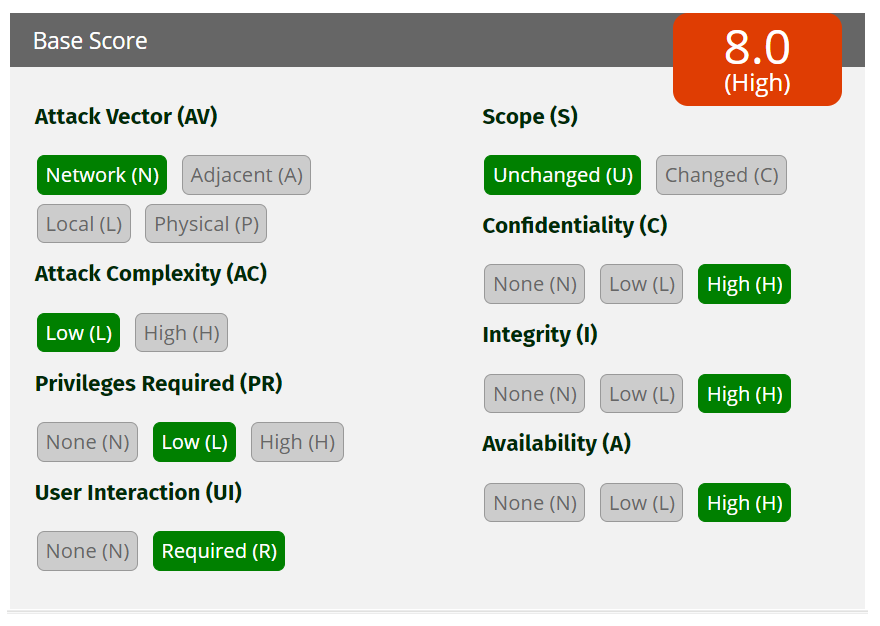 Base Score
8.0
(High)
Attack Vector (AV)
Network (N) Adjacent (A)
Local (L) Physical (P)
Attack Complexity (AC)
Low (L) High (H)
Privileges Required (PR)
None (N) Low (L) High (H)
User Interaction (UI)
None (N) Required (R)
Scope (S)
Unchanged (U) Changed (C)
Confidentiality (C)
None (N) Low (L) High (H)
Integrity (I)
None (N) Low (L) High (H)
Availability (A)
None (N) Low (L) High (H)